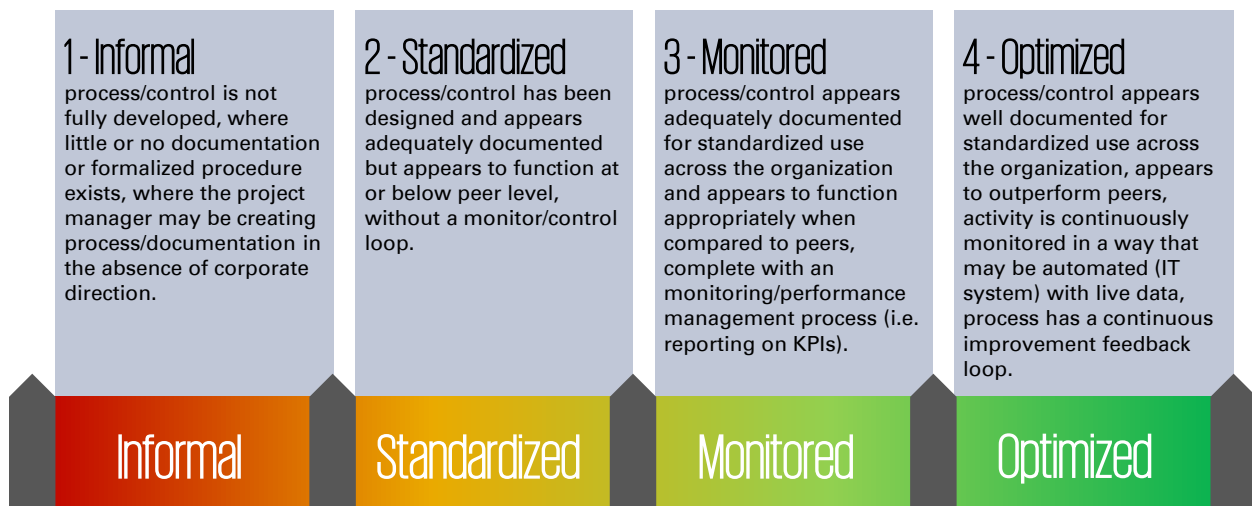 1 - Informal
process/control is not
fully developed, where
little or no documentation
or formalized procedure
exists, where the project
manager may be creating
process/documentation in
the absence of corporate
direction.
2 - Standardized
process/control has been
designed and appears
adequately documented
but appears to function at
or below peer level,
without a monitor/control
loop.
3 - Monitored
process/control appears
adequately documented
for standardized use
across the organization
and appears to function
appropriately when
compared to peers,
complete with an
monitoring/performance
management process (i.e.
reporting on KPIs).
4 - Optimized
process/control appears
well documented for
standardized use across
the organization, appears
to outperform peers,
activity is continuously
monitored in a way that
may be automated (IT
system) with live data,
process has a continuous
improvement feedback
loop.
Informal
Standardized
Monitored
Optimized